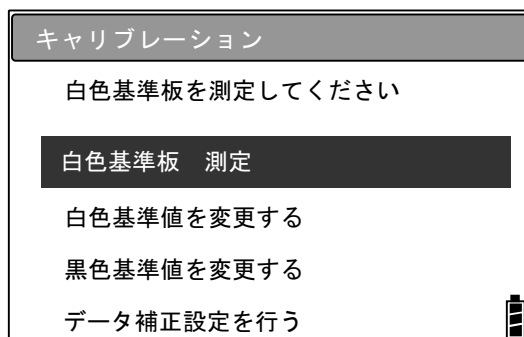 キャリブレーション
白色基準板を測定してください
白色基準板　測定
白色基準値を変更する
黒色基準値を変更する
データ補正設定を行う